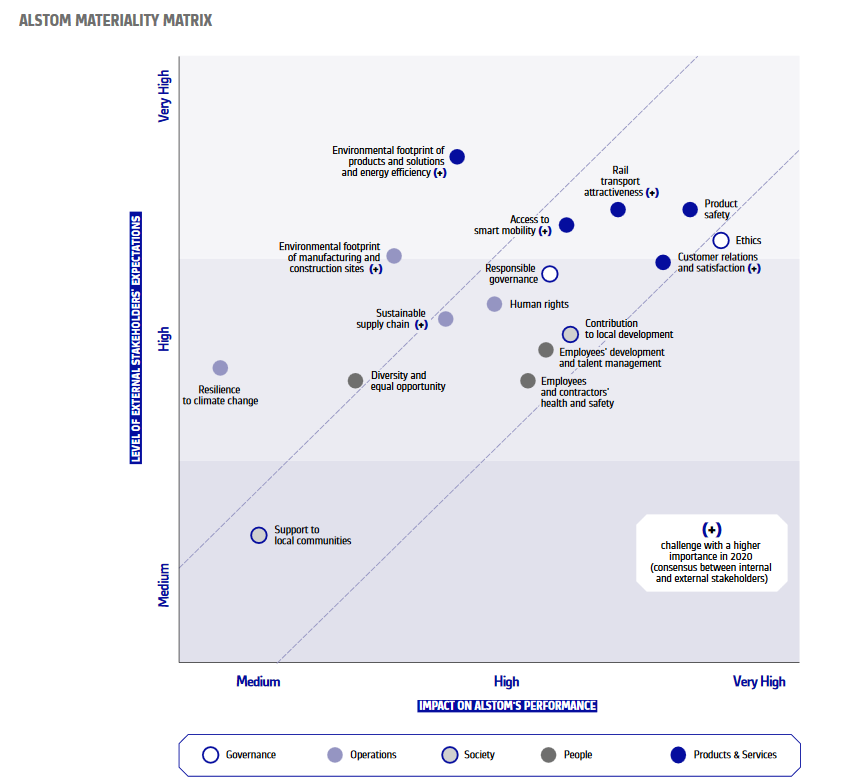 ALSTOM MATERIALITY MATRIX
LEVEL OF EXTERNAL STAKEHOLDERS' EXPECTATIONS
Very High
High
Medium
Environmental footprint of
products and solutions
and energy efficiency (+)
Rail
transport
attractiveness (+)
Product
safety
Access to
smart mobility (+)
Ethics
Environmental footprint
of manufacturing and
construction sites (+)
Customer relations
and satisfaction (+)
Responsible
governance
Human rights
Sustainable
supply chain (+)
Contribution
to local development
Employees' development
and talent management
Resilience
to climate change
Diversity and
equal opportunity
Employees
and contractors'
health and safety
Support to
local communities
(+)
challenge with a higher
importance in 2020
(consensus between internal
and external stakeholders)
Medium
High
Very High
IMPACT ON ALSTOM'S PERFORMANCE
Governance
Operations
Society
People
Products & Services